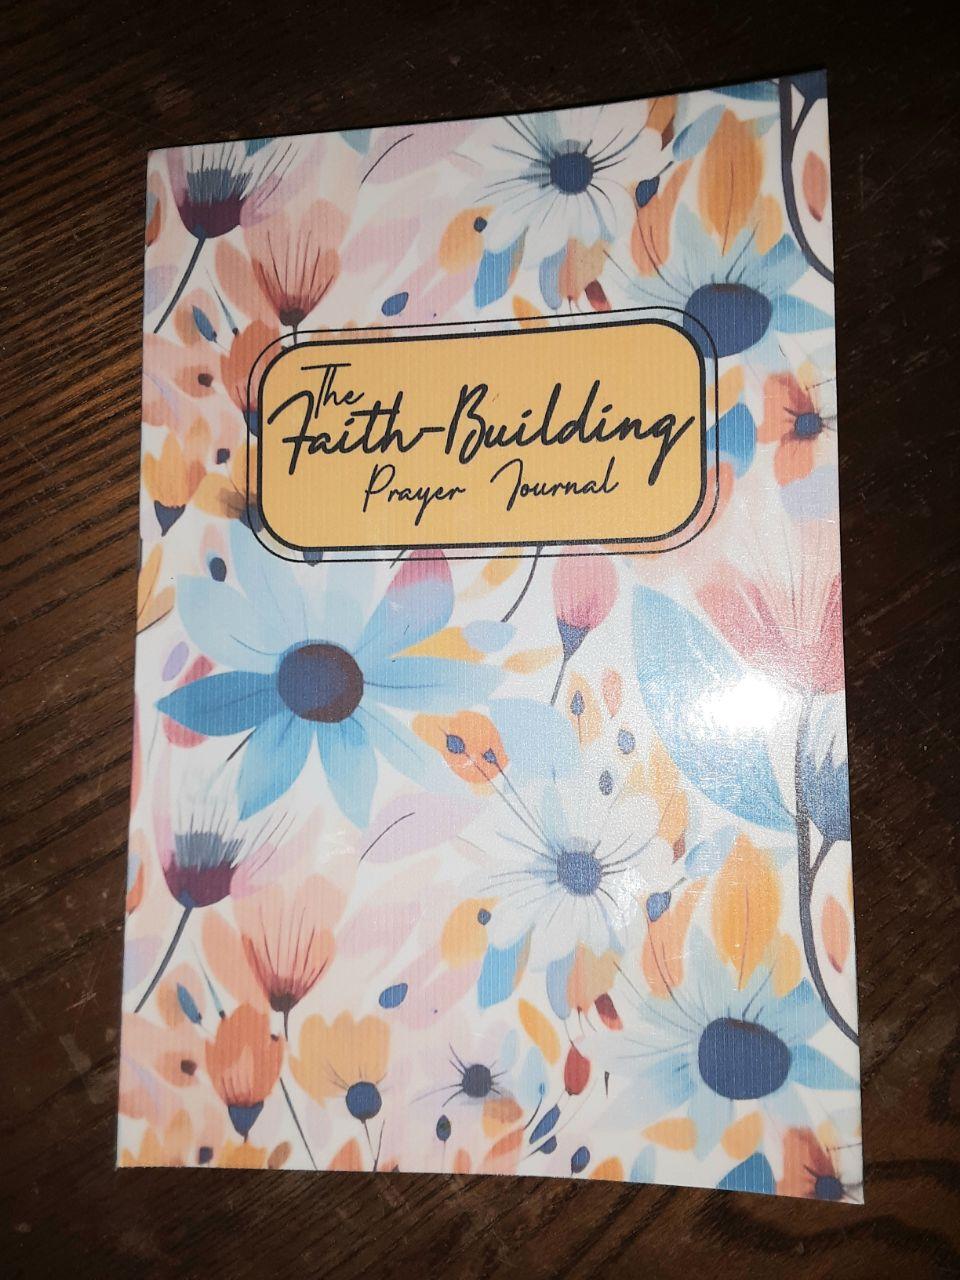 The
Faith-Building
Prayer Journal